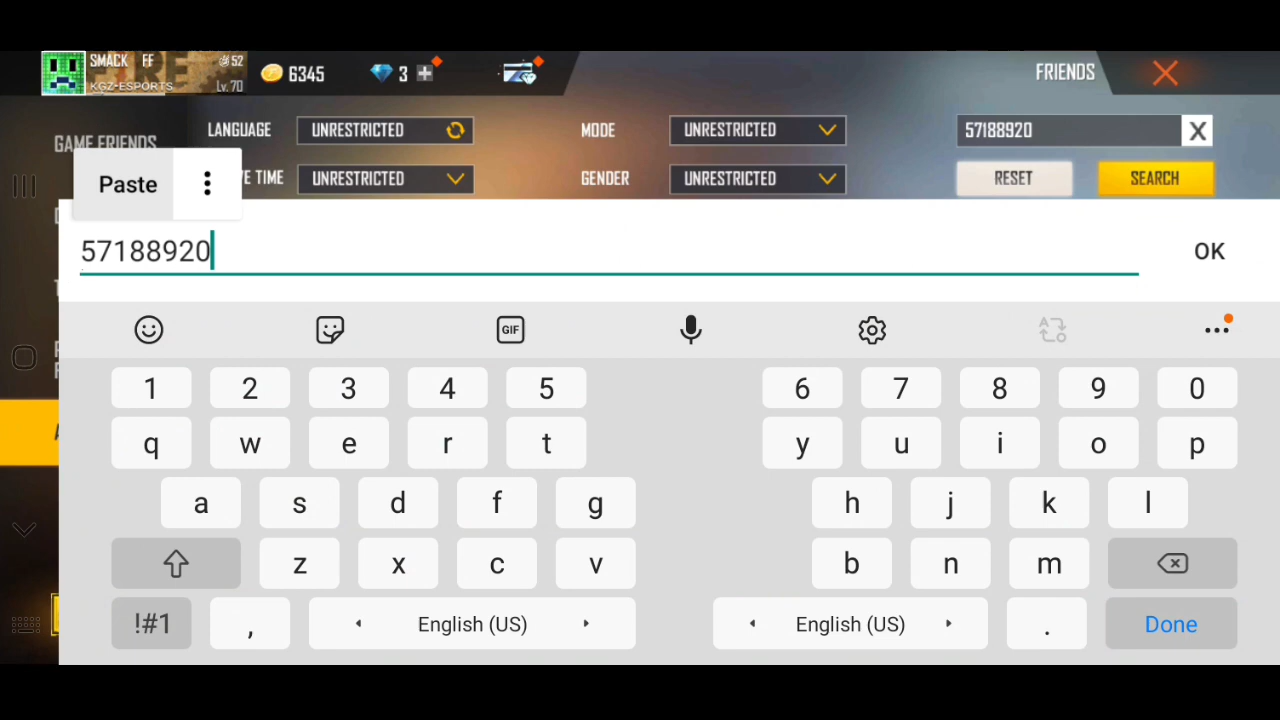 SMACK FF
52
FIRE
KGZ-ESPORTS
Lv. 70
6345
3
FRIENDS
GAME FRIENDS
LANGUAGE
UNRESTRICTED
MODE
UNRESTRICTED
57188920
X
VE TIME
UNRESTRICTED
GENDER
UNRESTRICTED
RESET
SEARCH
Paste
57188920
OK
GIF
1 2 3 4 5 6 7 8 9 0
q w e r t y u i o p
a s d f g h j k l
z x c v b n m
!#1 , English (US) English (US) . Done